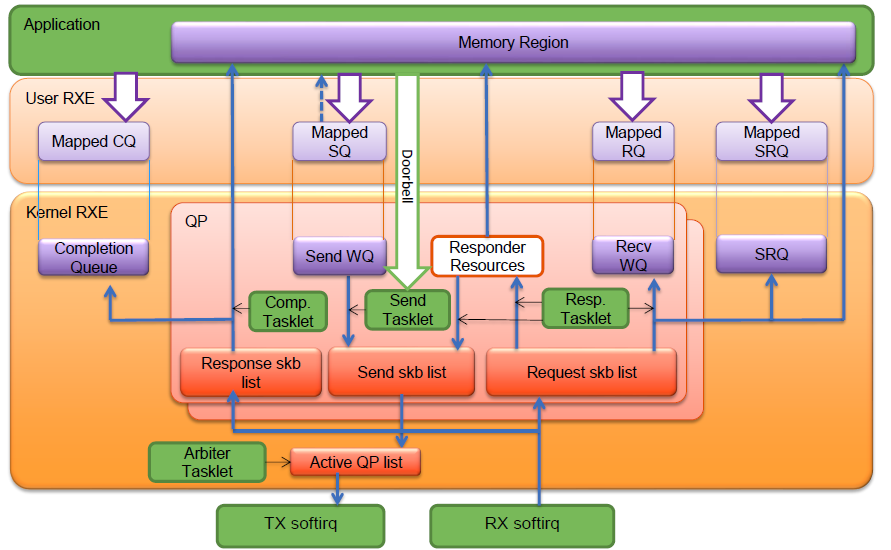 Application
Memory Region
User RXE
Mapped CQ
Mapped
SQ
Doorbell
Mapped
RQ
Mapped
SRQ
Kernel RXE
QP
Completion
Queue
Send WQ
Responder
Resources
Recv
WQ
SRQ
Comp.
Tasklet
Send
Tasklet
Resp.
Tasklet
Response skb
list
Send skb list
Request skb list
Arbiter
Tasklet
Active QP list
TX softirq
RX softirq